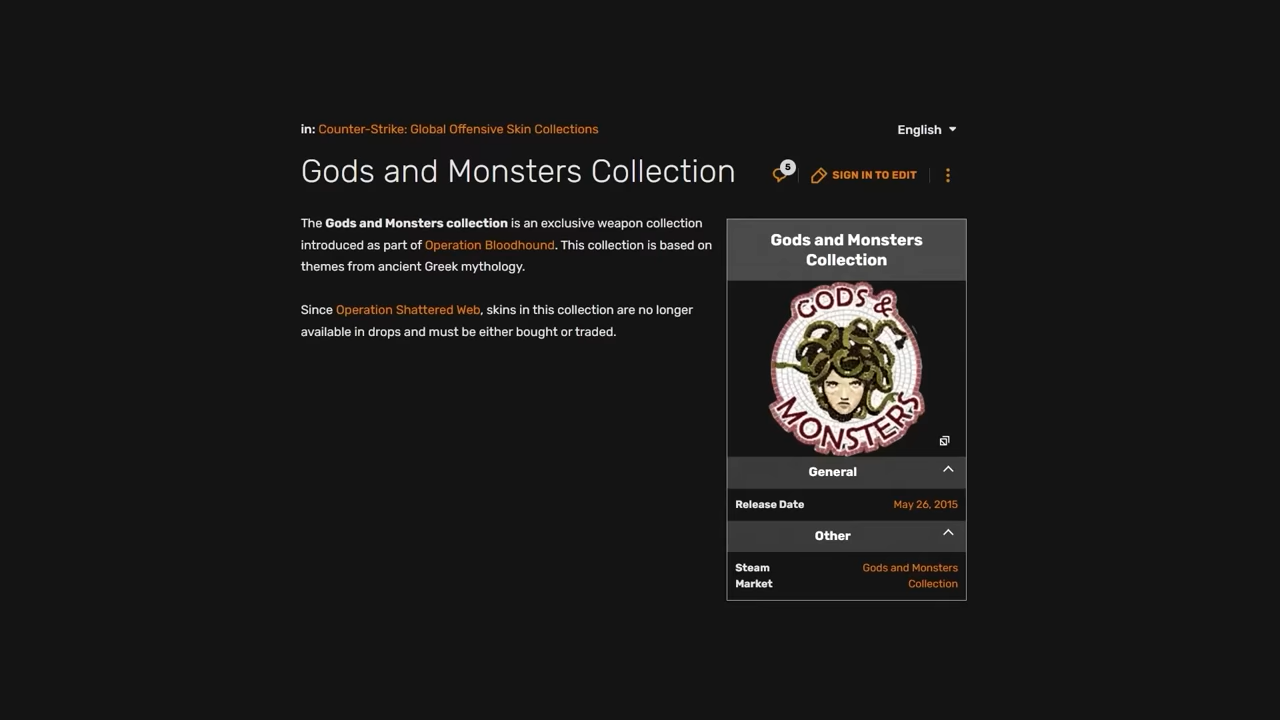 in: Counter-Strike: Global Offensive Skin Collections
English
Gods and Monsters Collection
5
SIGN IN TO EDIT
The Gods and Monsters collection is an exclusive weapon collection
introduced as part of Operation Bloodhound. This collection is based on
themes from ancient Greek mythology.
Since Operation Shattered Web, skins in this collection are no longer
available in drops and must be either bought or traded.
Gods and Monsters
Collection
GODS &
MONSTERS
General
Release Date May 26, 2015
Other
Steam Gods and Monsters
Market Collection